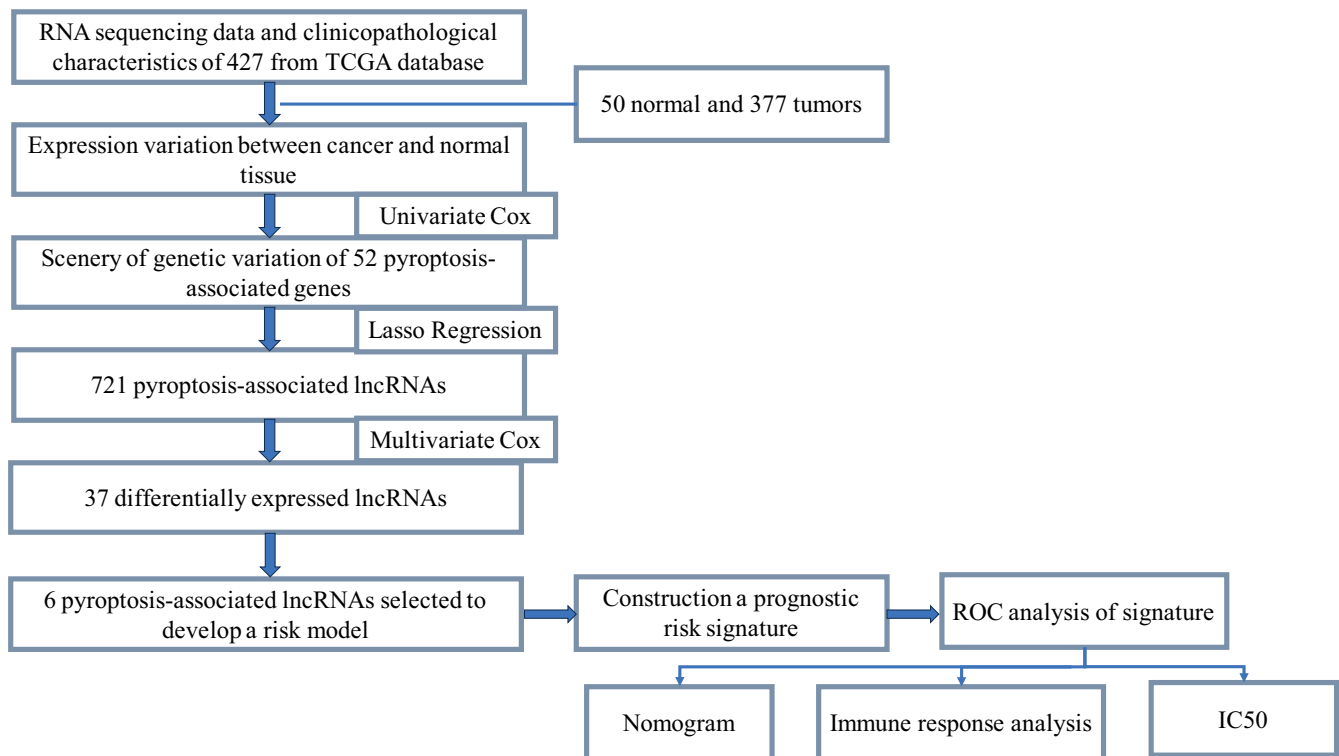 RNA sequencing data and clinicopathological
characteristics of 427 from TCGA database
50 normal and 377 tumors
Expression variation between cancer and normal
tissue
Univariate Cox
Scenery of genetic variation of 52 pyroptosis-
associated genes
Lasso Regression
721 pyroptosis-associated lncRNAs
Multivariate Cox
37 differentially expressed lncRNAs
6 pyroptosis-associated lncRNAs selected to
develop a risk model
Construction a prognostic
risk signature
ROC analysis of signature
Nomogram
Immune response analysis
IC50